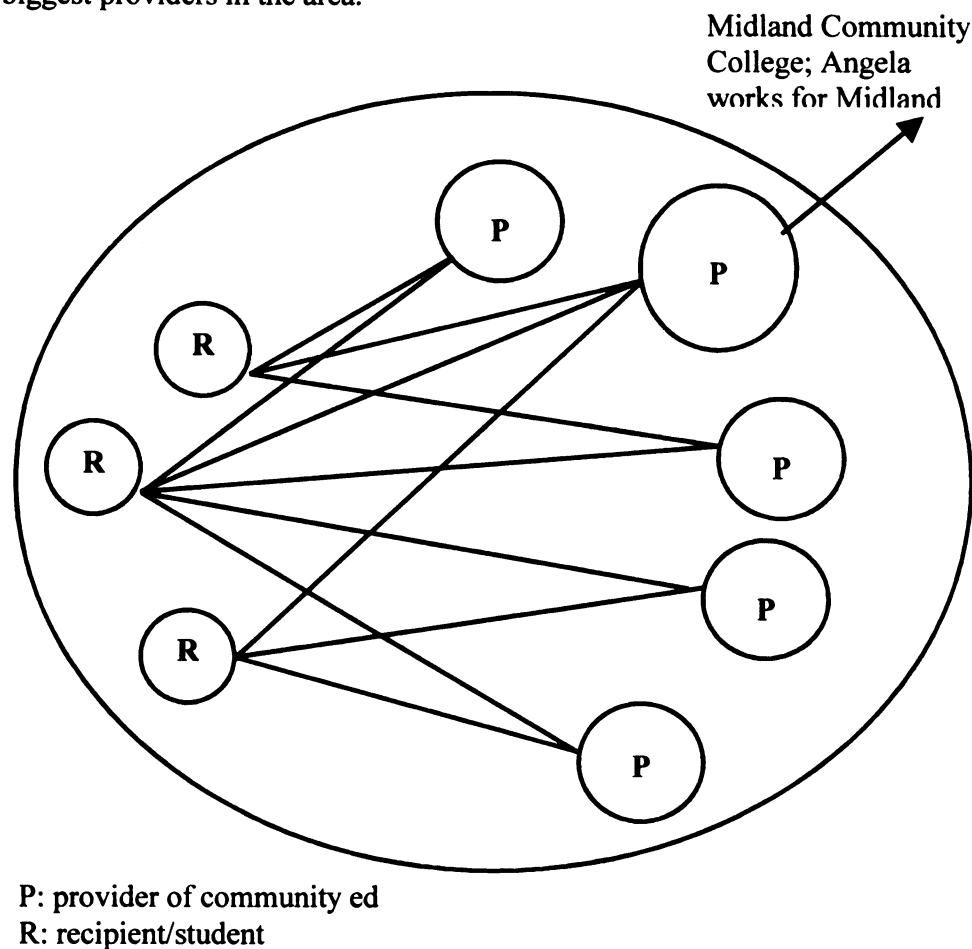 biggest providers in the area.
Midland Community
College; Angela
works for Midland
P
P
R
P
R
P
R
P
P: provider of community ed
R: recipient/student